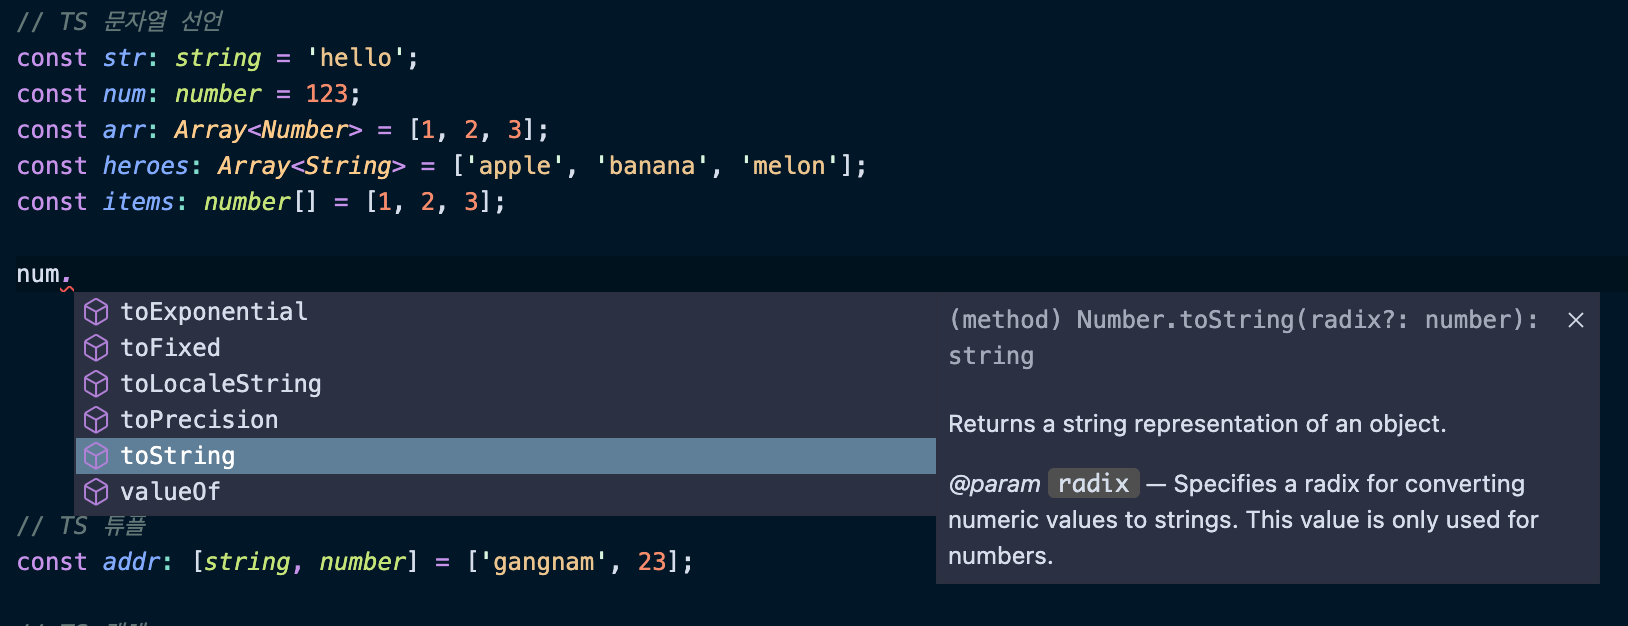 // TS 문자열 선언
const str: string = 'hello';
const num: number = 123;
const arr: Array<Number> = [1, 2, 3];
const heroes: Array<String> = ['apple', 'banana', 'melon'];
const items: number[] = [1, 2, 3];
num.
toExponential
toFixed
toLocaleString
toPrecision
toString
valueOf
(method) Number.toString(radix?: number):
string
Returns a string representation of an object.
@param radix — Specifies a radix for converting
numeric values to strings. This value is only used for
numbers.
// TS 튜플
const addr: [string, number] = ['gangnam', 23];
// TS